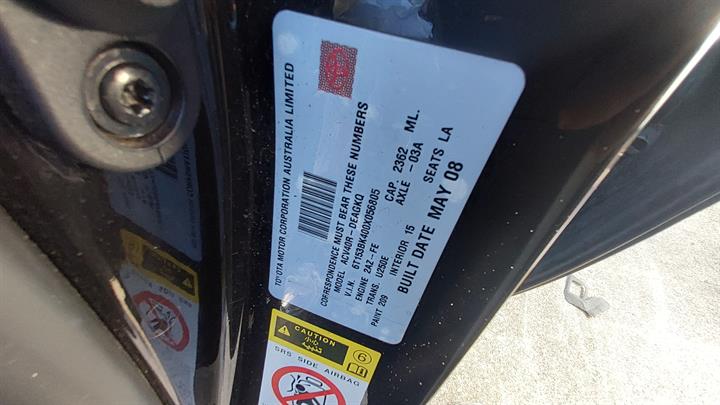 TOYOTA MOTOR CORPORATION AUSTRALIA LIMITED
CORRESPONDENCE MUST BEAR THESE NUMBERS
MODEL ACV40R-DEAGKQ
V.I.N. 6T153BK400X056805
ENGINE 2AZ-FE CAP. 2362 ML.
TRANS. U250E AXLE -03A
PAINT 209 INTERIOR 15 SEATS LA
BUILT DATE MAY 08
CAUTION
6
SRS SIDE AIRBAG